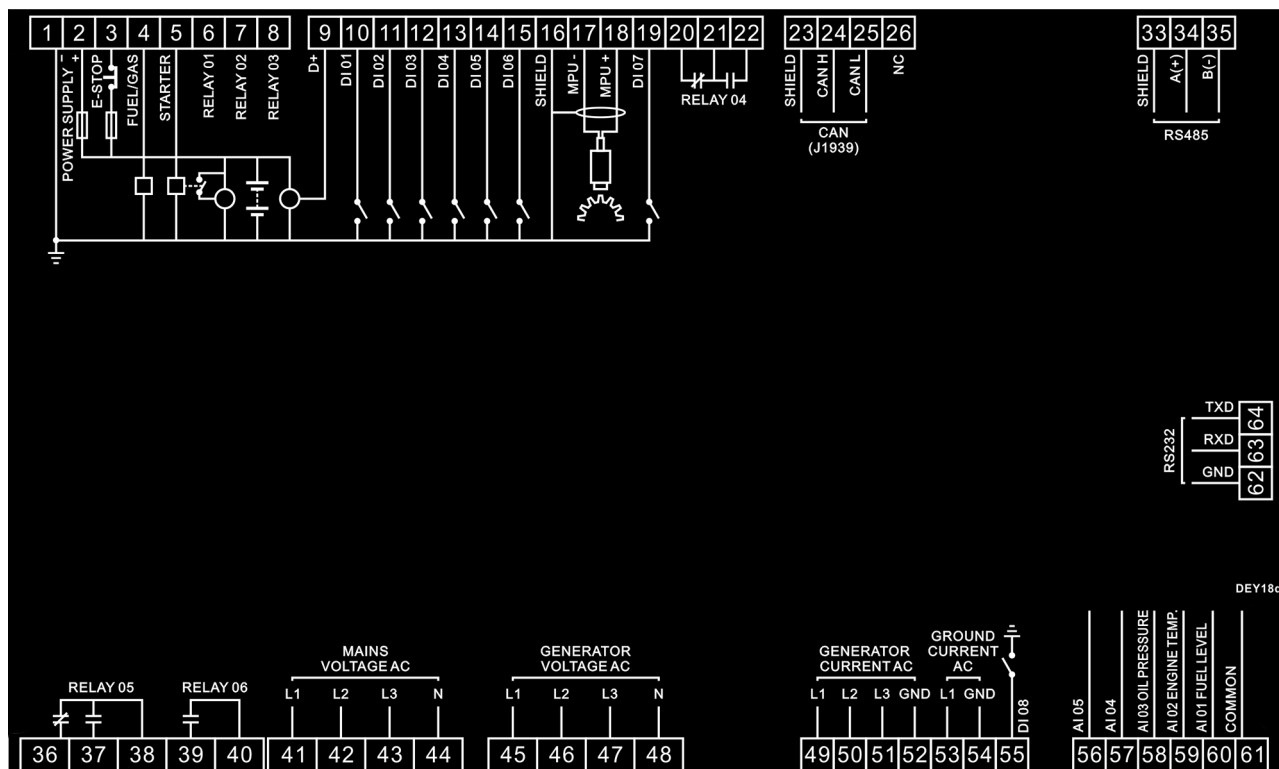 1 2 3 4 5 6 7 8
9 10 11 12 13 14 15 16 17 18 19 20 21 22
23 24 25 26
33 34 35
POWER SUPPLY - +
E-STOP
FUEL/GAS
STARTER
RELAY 01
RELAY 02
RELAY 03
D+
DI 01
DI 02
DI 03
DI 04
DI 05
DI 06
SHIELD
MPU -
MPU +
DI 07
RELAY 04
SHIELD
CAN H
CAN L
NC
CAN
(J1939)
SHIELD
A(+)
B(-)
RS485
RS232
TXD 64
RXD 63
GND 62
DEY18
RELAY 05
RELAY 06
MAINS
VOLTAGE AC
L1 L2 L3 N
GENERATOR
VOLTAGE AC
L1 L2 L3 N
GENERATOR
CURRENT AC
L1 L2 L3 GND
GROUND
CURRENT
AC
L1 GND
DI 08
AI 05
AI 04
AI 03 OIL PRESSURE
AI 02 ENGINE TEMP.
AI 01 FUEL LEVEL
COMMON
36 37 38 39 40
41 42 43 44
45 46 47 48
49 50 51 52 53 54 55
56 57 58 59 60 61